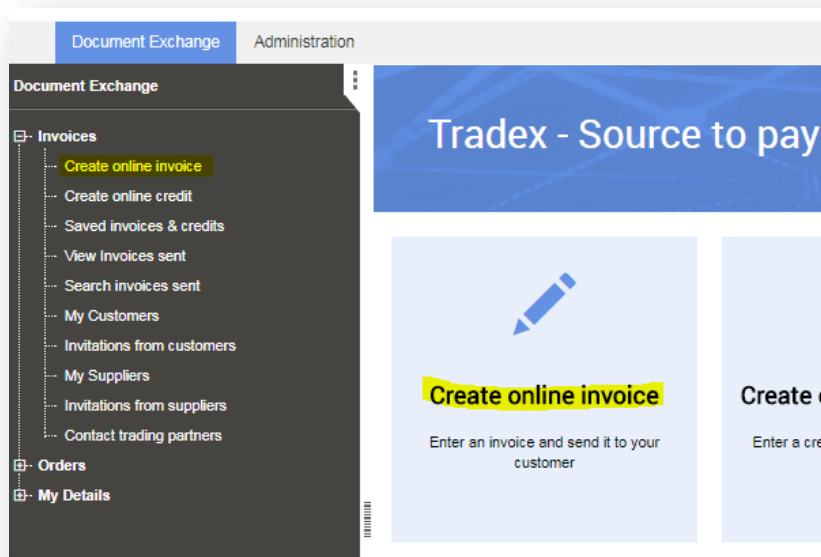 Document Exchange
Administration
Document Exchange
Invoices
Create online invoice
Create online credit
Saved invoices & credits
View Invoices sent
Search invoices sent
My Customers
Invitations from customers
My Suppliers
Invitations from suppliers
Contact trading partners
Orders
My Details
Tradex - Source to pay
Create online invoice
Enter an invoice and send it to your
customer
Create
Enter a